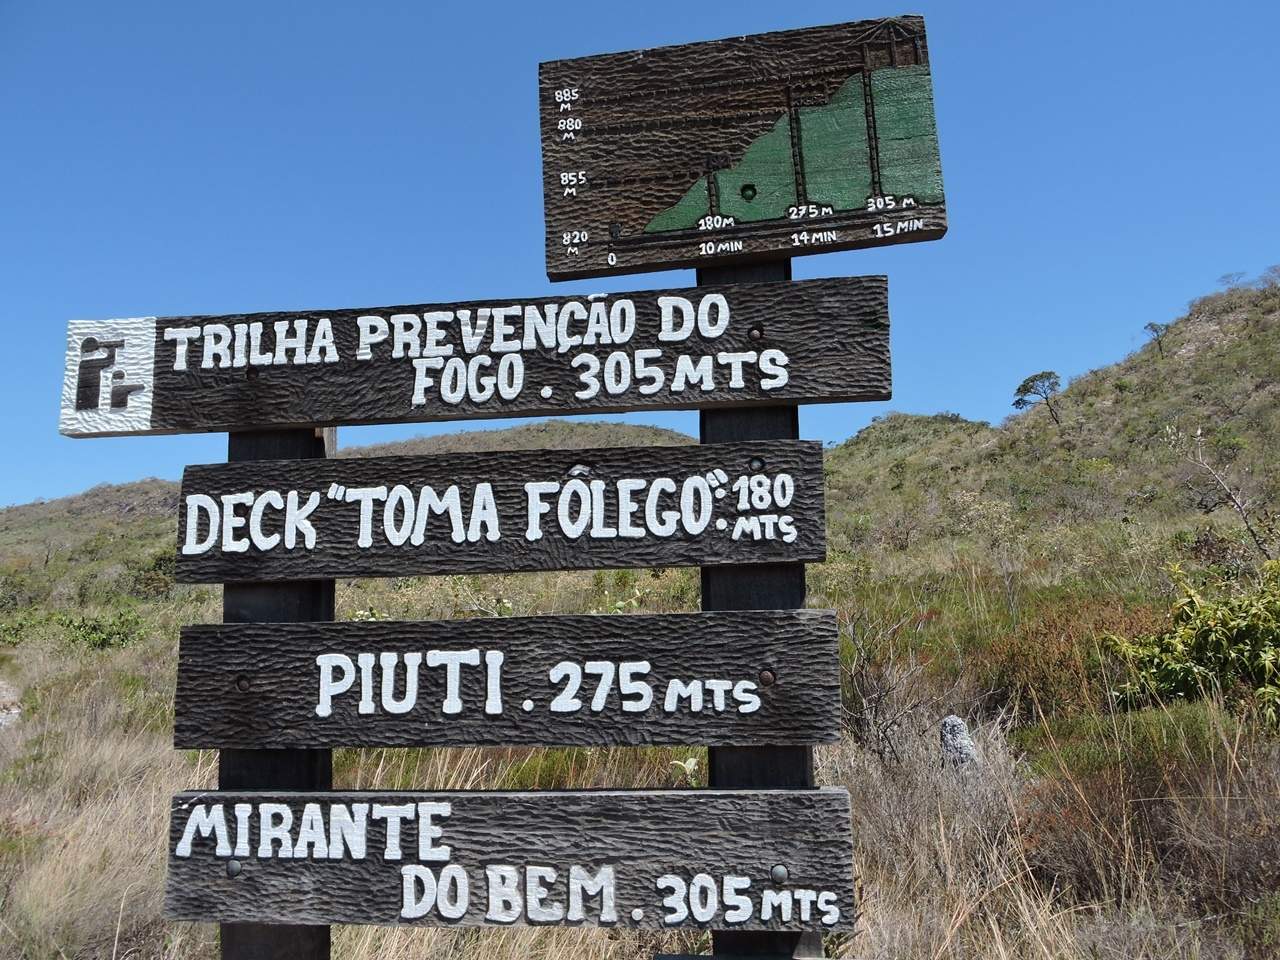 885
M
880
M
855
M
820
M
0
180M
275M
305 M
10 MIN
14 MIN
15 MIN
TRILHA PREVENÇÃO DO
FOGO . 305 MTS
DECK "TOMA FÔLEGO": 180
MTS
PIUTI . 275 MTS
MIRANTE
DO BEM . 305 MTS